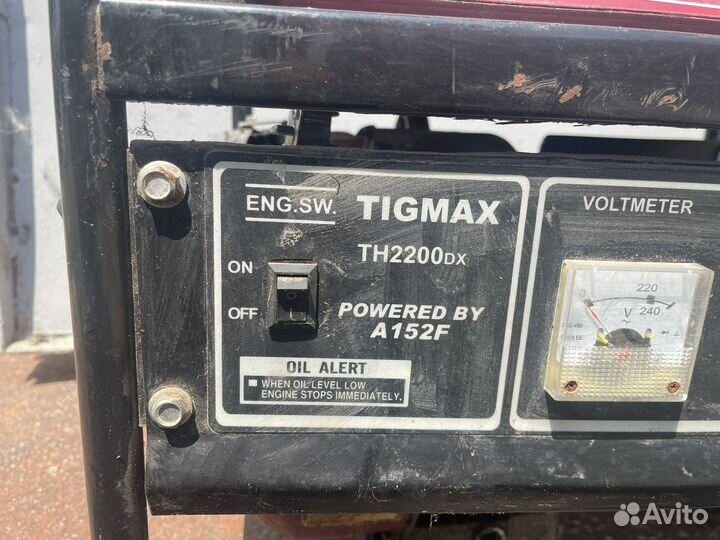 ENG.SW. TIGMAX
TH2200DX
ON
OFF
POWERED BY
A152F
OIL ALERT
WHEN OIL LEVEL LOW
ENGINE STOPS IMMEDIATELY.
VOLTMETER
0 220
240
V
~
Avito